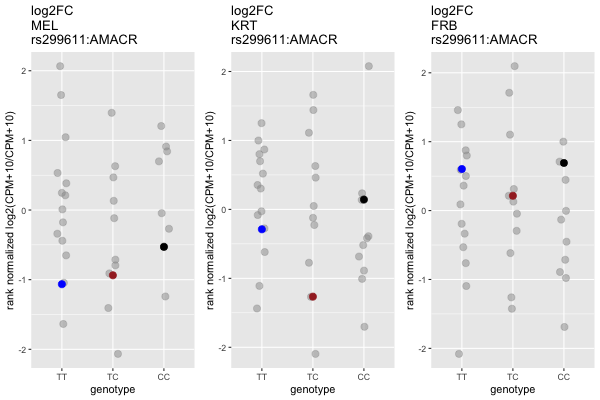 log2FC
MEL
rs299611:AMACR
rank normalized log2(CPM+10/CPM+10)
2
1
0
-1
-2
TT
TC
CC
genotype
log2FC
KRT
rs299611:AMACR
rank normalized log2(CPM+10/CPM+10)
2
1
0
-1
-2
TT
TC
CC
genotype
log2FC
FRB
rs299611:AMACR
rank normalized log2(CPM+10/CPM+10)
2
1
0
-1
-2
TT
TC
CC
genotype